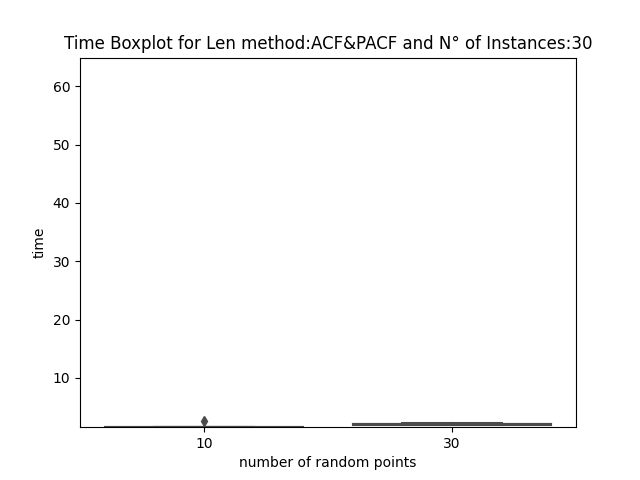 Time Boxplot for Len method:ACF&PACF and N° of Instances:30
60
50
40
30
20
10
time
10 30
number of random points